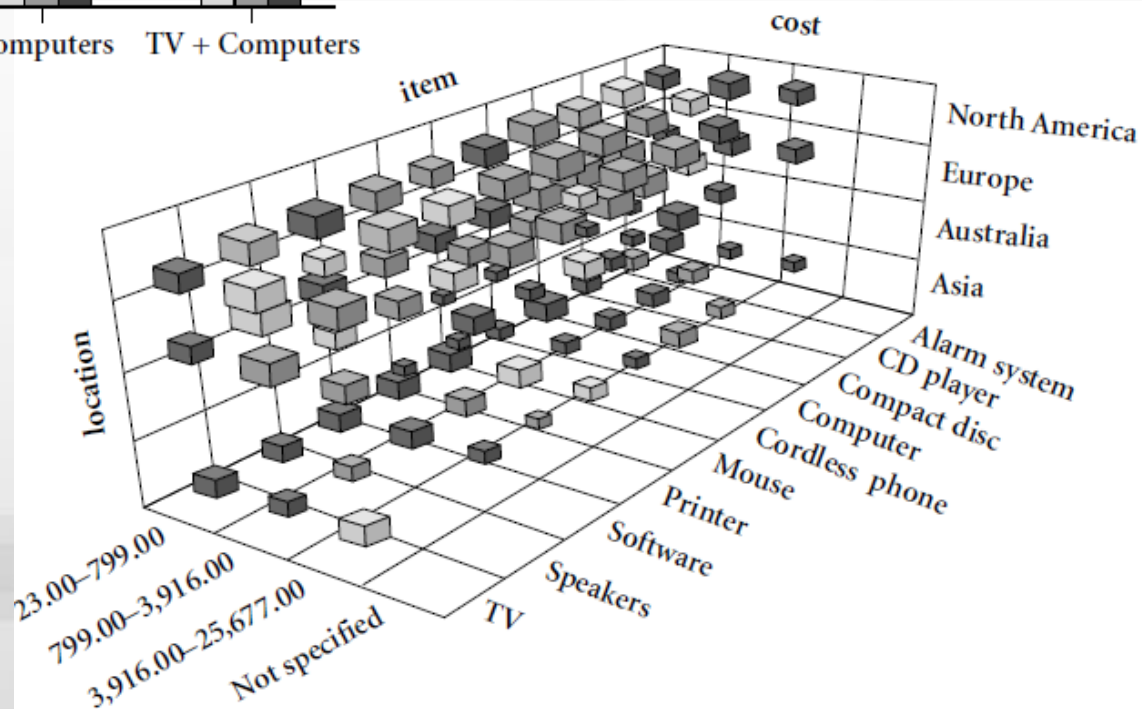 omputers TV + Computers
cost
item
North America
Europe
Australia
Asia
location
Alarm system
CD player
Compact disc
Computer
Cordless phone
Mouse
Printer
Software
Speakers
TV
23.00–799.00
799.00–3,916.00
3,916.00–25,677.00
Not specified